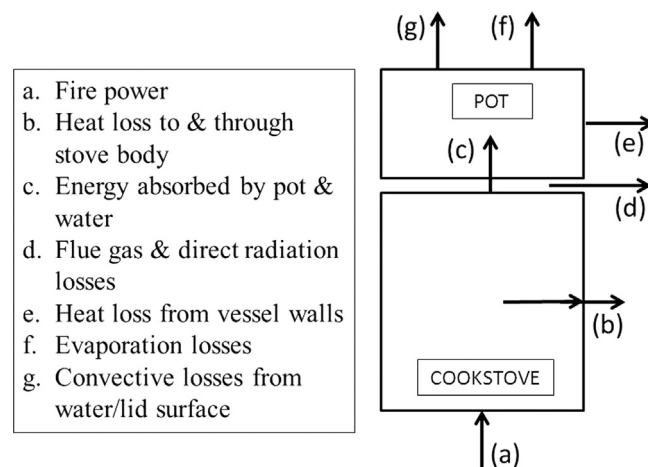 a. Fire power
b. Heat loss to & through
stove body
c. Energy absorbed by pot &
water
d. Flue gas & direct radiation
losses
e. Heat loss from vessel walls
f. Evaporation losses
g. Convective losses from
water/lid surface
(g)
(f)
POT
(e)
(c)
(d)
(b)
COOKSTOVE
(a)